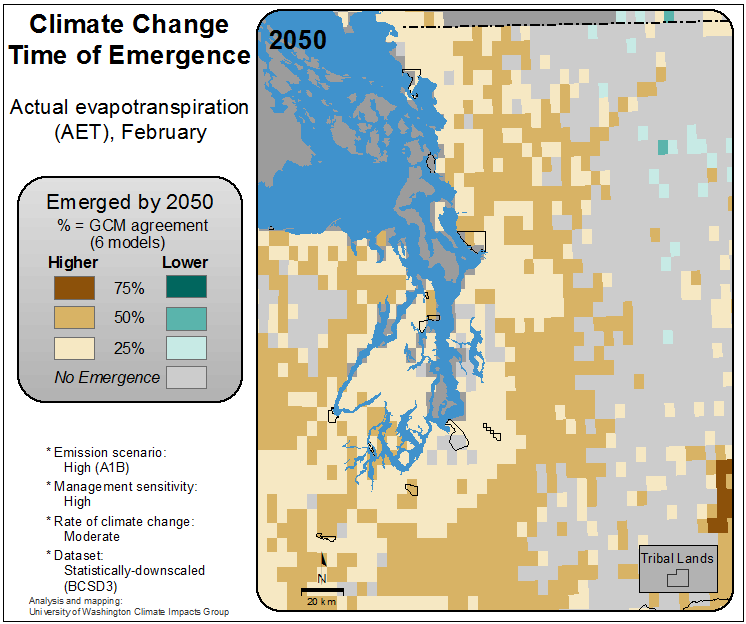 Climate Change
Time of Emergence
Actual evapotranspiration
(AET), February
Emerged by 2050
% = GCM agreement
(6 models)
Higher Lower
75%
50%
25%
No Emergence
* Emission scenario:
High (A1B)
* Management sensitivity:
High
* Rate of climate change:
Moderate
* Dataset:
Statistically-downscaled
(BCSD3)
Analysis and mapping:
University of Washington Climate Impacts Group
2050
N
20 km
Tribal Lands